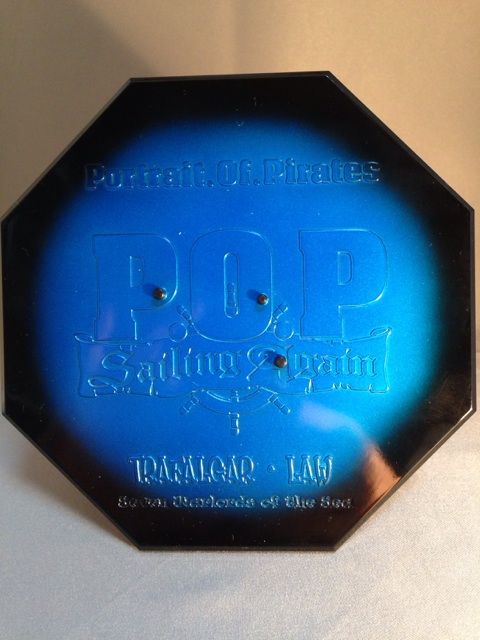 Portrait.Of.Pirates
P.O.P
Sailing Again
TRAFALGAR · LAW
Seven Warlords of the Sea